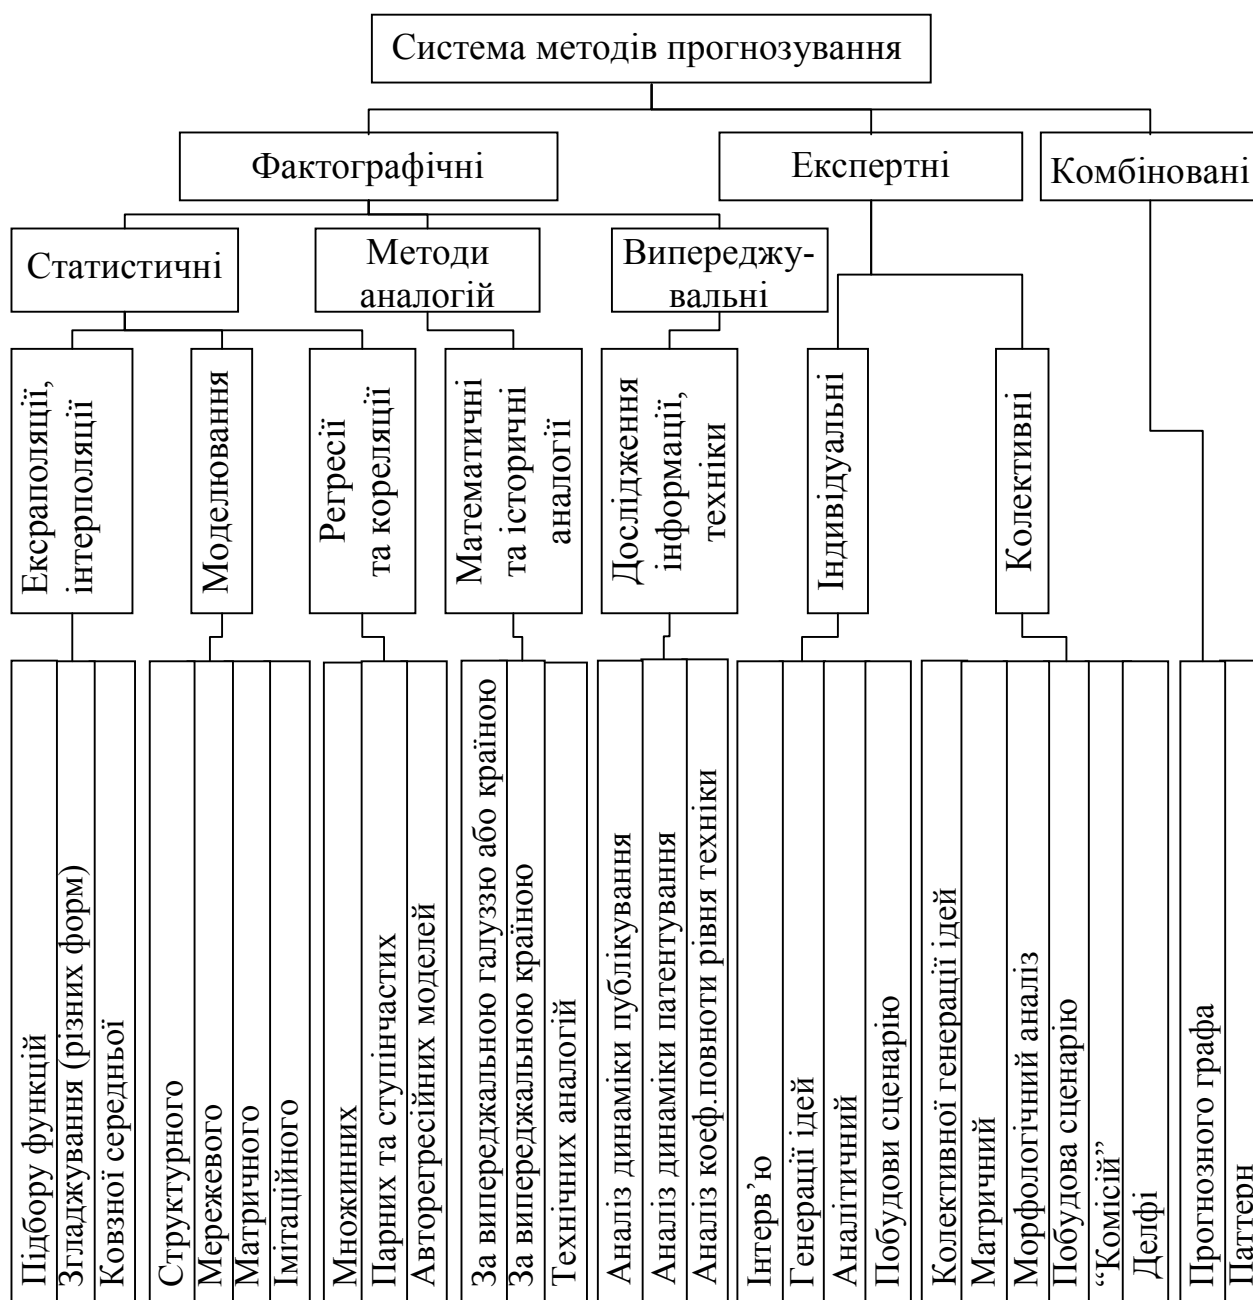 Система методів прогнозування
Фактографічні
Експертні
Комбіновані
Статистичні
Методи
аналогій
Випереджу-
вальні
Ексраполяції,
інтерполяції
Моделювання
Регресії
та кореляції
Математичні
та історичні
аналогії
Дослідження
інформації,
техніки
Індивідуальні
Колективні
Підбору функцій
Згладжування (різних форм)
Ковзної середньої
Структурного
Мережевого
Матричного
Імітаційного
Множинних
Парних та ступінчастих
Авторегресійних моделей
За випереджальною галуззю або країною
За випереджальною країною
Технічних аналогій
Аналіз динаміки публікування
Аналіз динаміки патентування
Аналіз коеф.повноти рівня техніки
Інтерв’ю
Генерації ідей
Аналітичний
Побудови сценарію
Колективної генерації ідей
Матричний
Морфологічний аналіз
Побудова сценарію
“Комісій”
Делфі
Прогнозного графа
Паттерн